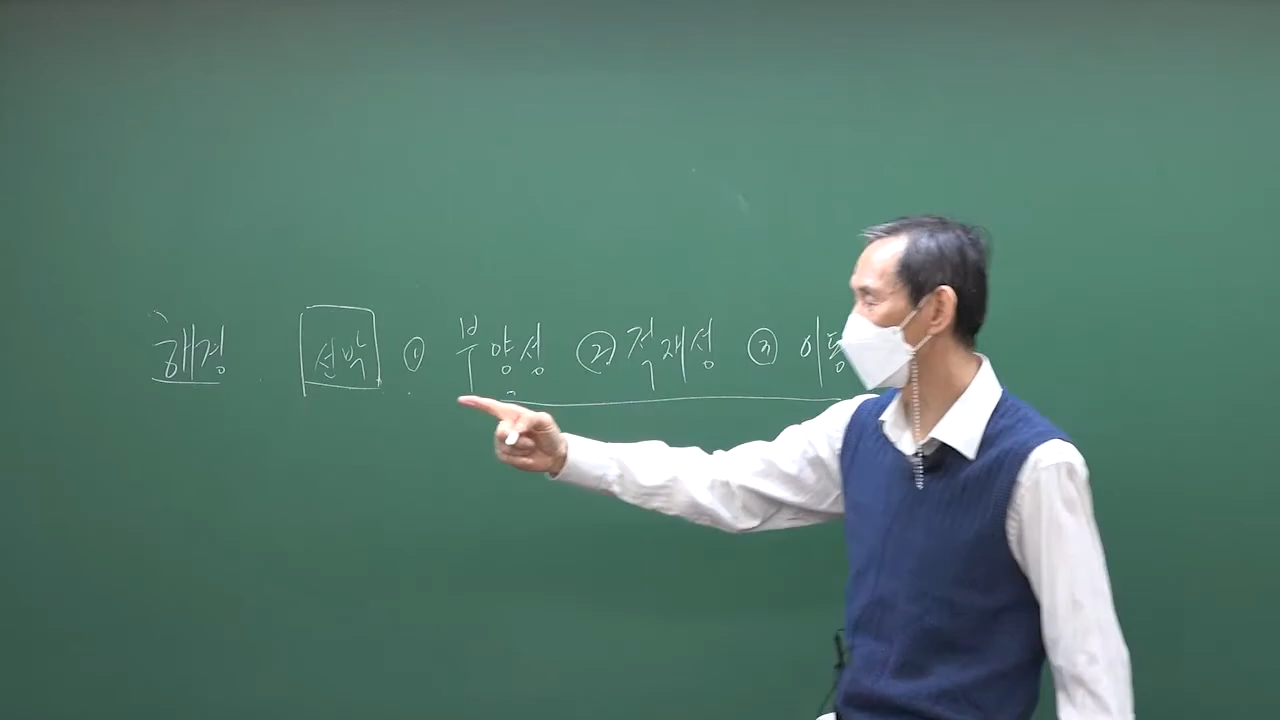 해경 선박 ① 부양성 ② 적재성 ③ 이동